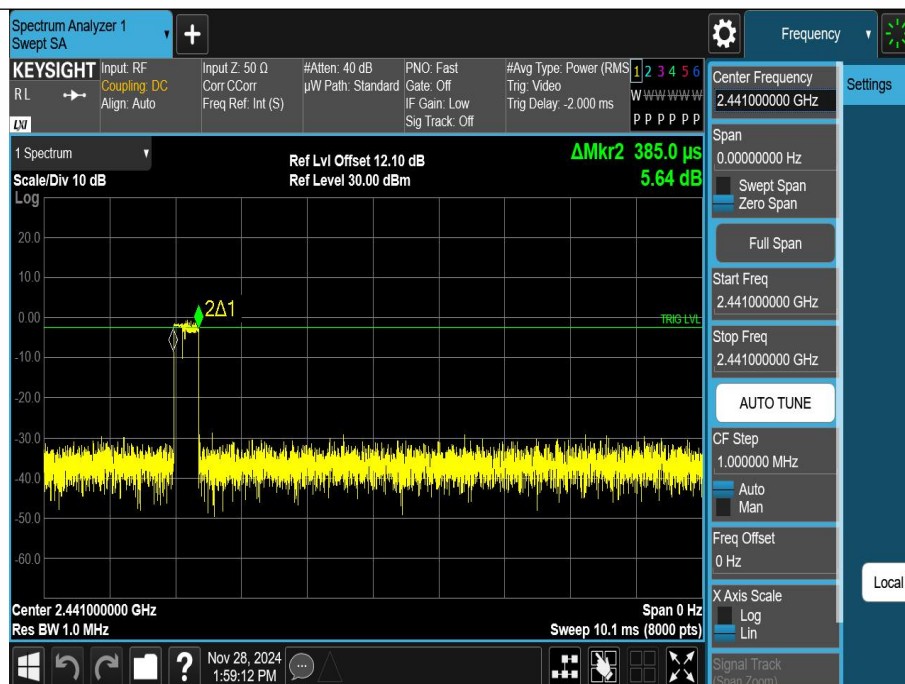 Spectrum Analyzer 1
Swept SA
Frequency
KEYSIGHT
RL
LXI
Input: RF
Coupling: DC
Align: Auto
Input Z: 50 Ω
Corr CCorr
Freq Ref: Int (S)
#Atten: 40 dB
µW Path: Standard
PNO: Fast
Gate: Off
IF Gain: Low
Sig Track: Off
#Avg Type: Power (RMS
Trig: Video
Trig Delay: -2.000 ms
1 2 3 4 5 6
W W W W W W
P P P P P P
1 Spectrum
Scale/Div 10 dB
Log
Ref Lvl Offset 12.10 dB
Ref Level 30.00 dBm
ΔMkr2 385.0 µs
5.64 dB
20.0
10.0
0.00
-10.0
-20.0
-30.0
-40.0
-50.0
-60.0
2Δ1
TRIG LVL
Center 2.441000000 GHz
Res BW 1.0 MHz
Span 0 Hz
Sweep 10.1 ms (8000 pts)
Nov 28, 2024
1:59:12 PM
Center Frequency
2.441000000 GHz
Span
0.00000000 Hz
Swept Span
Zero Span
Full Span
Start Freq
2.441000000 GHz
Stop Freq
2.441000000 GHz
AUTO TUNE
CF Step
1.000000 MHz
Auto
Man
Freq Offset
0 Hz
X Axis Scale
Log
Lin
Signal Track
(Span Zoom)
Settings
Local